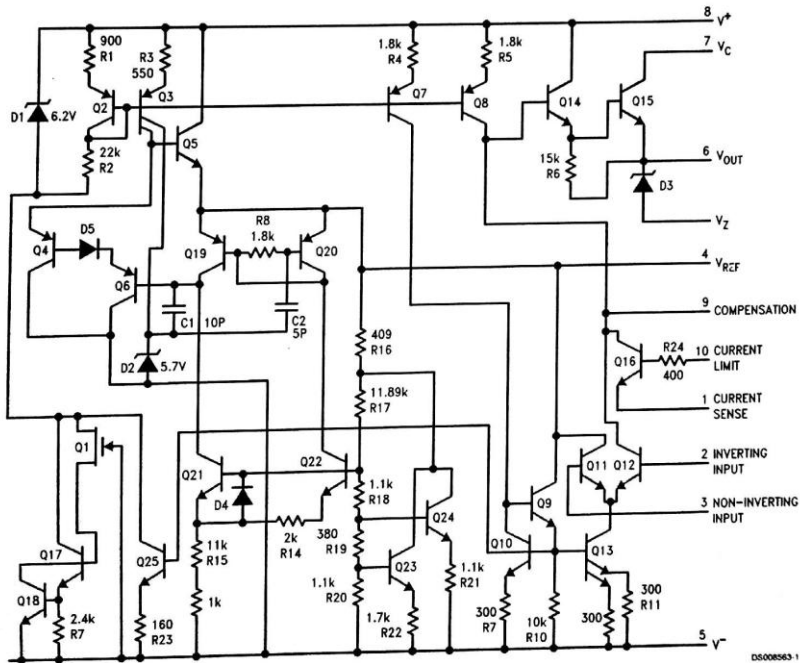 8 V+
7 VC
900
R1
R3
550
1.8k
R4
1.8k
R5
Q2
Q3
Q7
Q8
Q14
Q15
D1
6.2V
22k
R2
Q5
15k
R6
6 VOUT
D3
VZ
Q4
D5
Q6
Q19
R8
1.8k
Q20
4 VREF
C1 10P
C2
5P
409
R16
9 COMPENSATION
D2
5.7V
Q16
R24
400
10 CURRENT
LIMIT
11.89k
R17
1 CURRENT
SENSE
Q1
Q21
Q22
Q11
Q12
2 INVERTING
INPUT
D4
1.1k
R18
Q24
Q9
3 NON-INVERTING
INPUT
Q17
Q25
11k
R15
2k
R14
380
R19
Q23
Q10
Q13
Q18
2.4k
R7
160
R23
1k
1.1k
R20
1.7k
R22
1.1k
R21
300
R7
10k
R10
300
300
R11
5 V-
DS008563-1